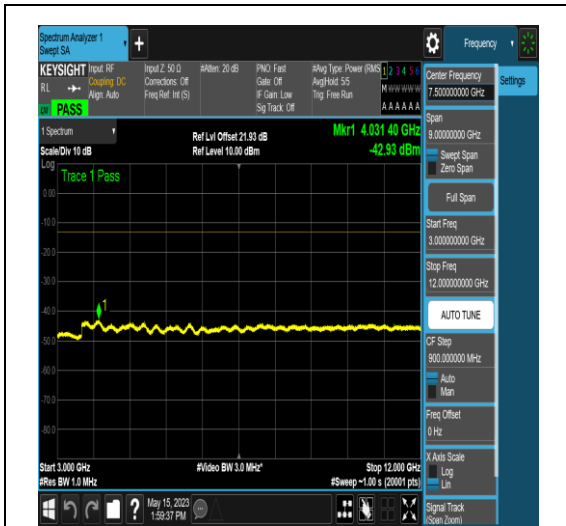 Spectrum Analyzer 1
Swept SA
+
Frequency
KEYSIGHT
RL
PASS
Input: RF
Coupling: DC
Align: Auto
Input Z: 50 Ω
Corrections: Off
Freq Ref: Int (S)
#Atten: 20 dB
PNO: Fast
Gate: Off
IF Gain: Low
Sig Track: Off
#Avg Type: Power (RMS
Avg|Hold: 5/5
Trig: Free Run
1 2 3 4 5 6
M W W W W W
A A A A A A
1 Spectrum
Scale/Div 10 dB
Ref Lvl Offset 21.93 dB
Ref Level 10.00 dBm
Mkr1 4.031 40 GHz
-42.93 dBm
Log
Trace 1 Pass
0.00
-10.0
-20.0
-30.0
-40.0
-50.0
-60.0
-70.0
-80.0
1
Start 3.000 GHz
#Res BW 1.0 MHz
#Video BW 3.0 MHz*
Stop 12.000 GHz
#Sweep ~1.00 s (20001 pts)
May 15, 2023
1:59:37 PM
Center Frequency
7.500000000 GHz
Settings
Span
9.00000000 GHz
Swept Span
Zero Span
Full Span
Start Freq
3.000000000 GHz
Stop Freq
12.000000000 GHz
AUTO TUNE
CF Step
900.000000 MHz
Auto
Man
Freq Offset
0 Hz
X Axis Scale
Log
Lin
Signal Track
(Span Zoom)